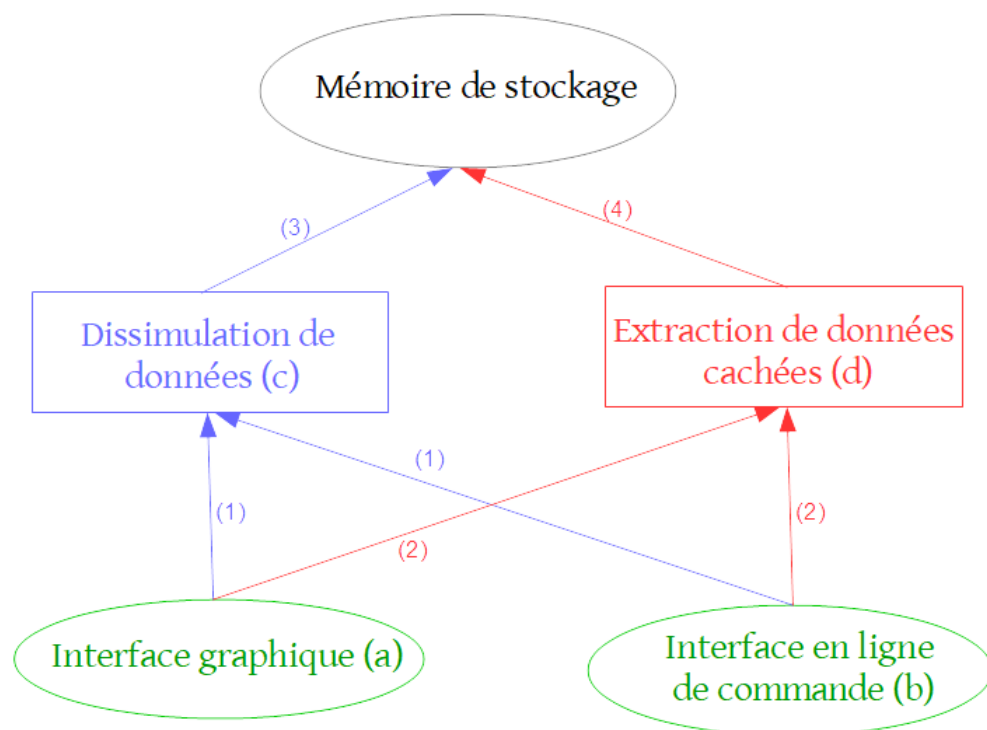 Mémoire de stockage
(3)
(4)
Dissimulation de
données (c)
Extraction de données
cachées (d)
(1)
(1)
(2)
(2)
Interface graphique (a)
Interface en ligne
de commande (b)